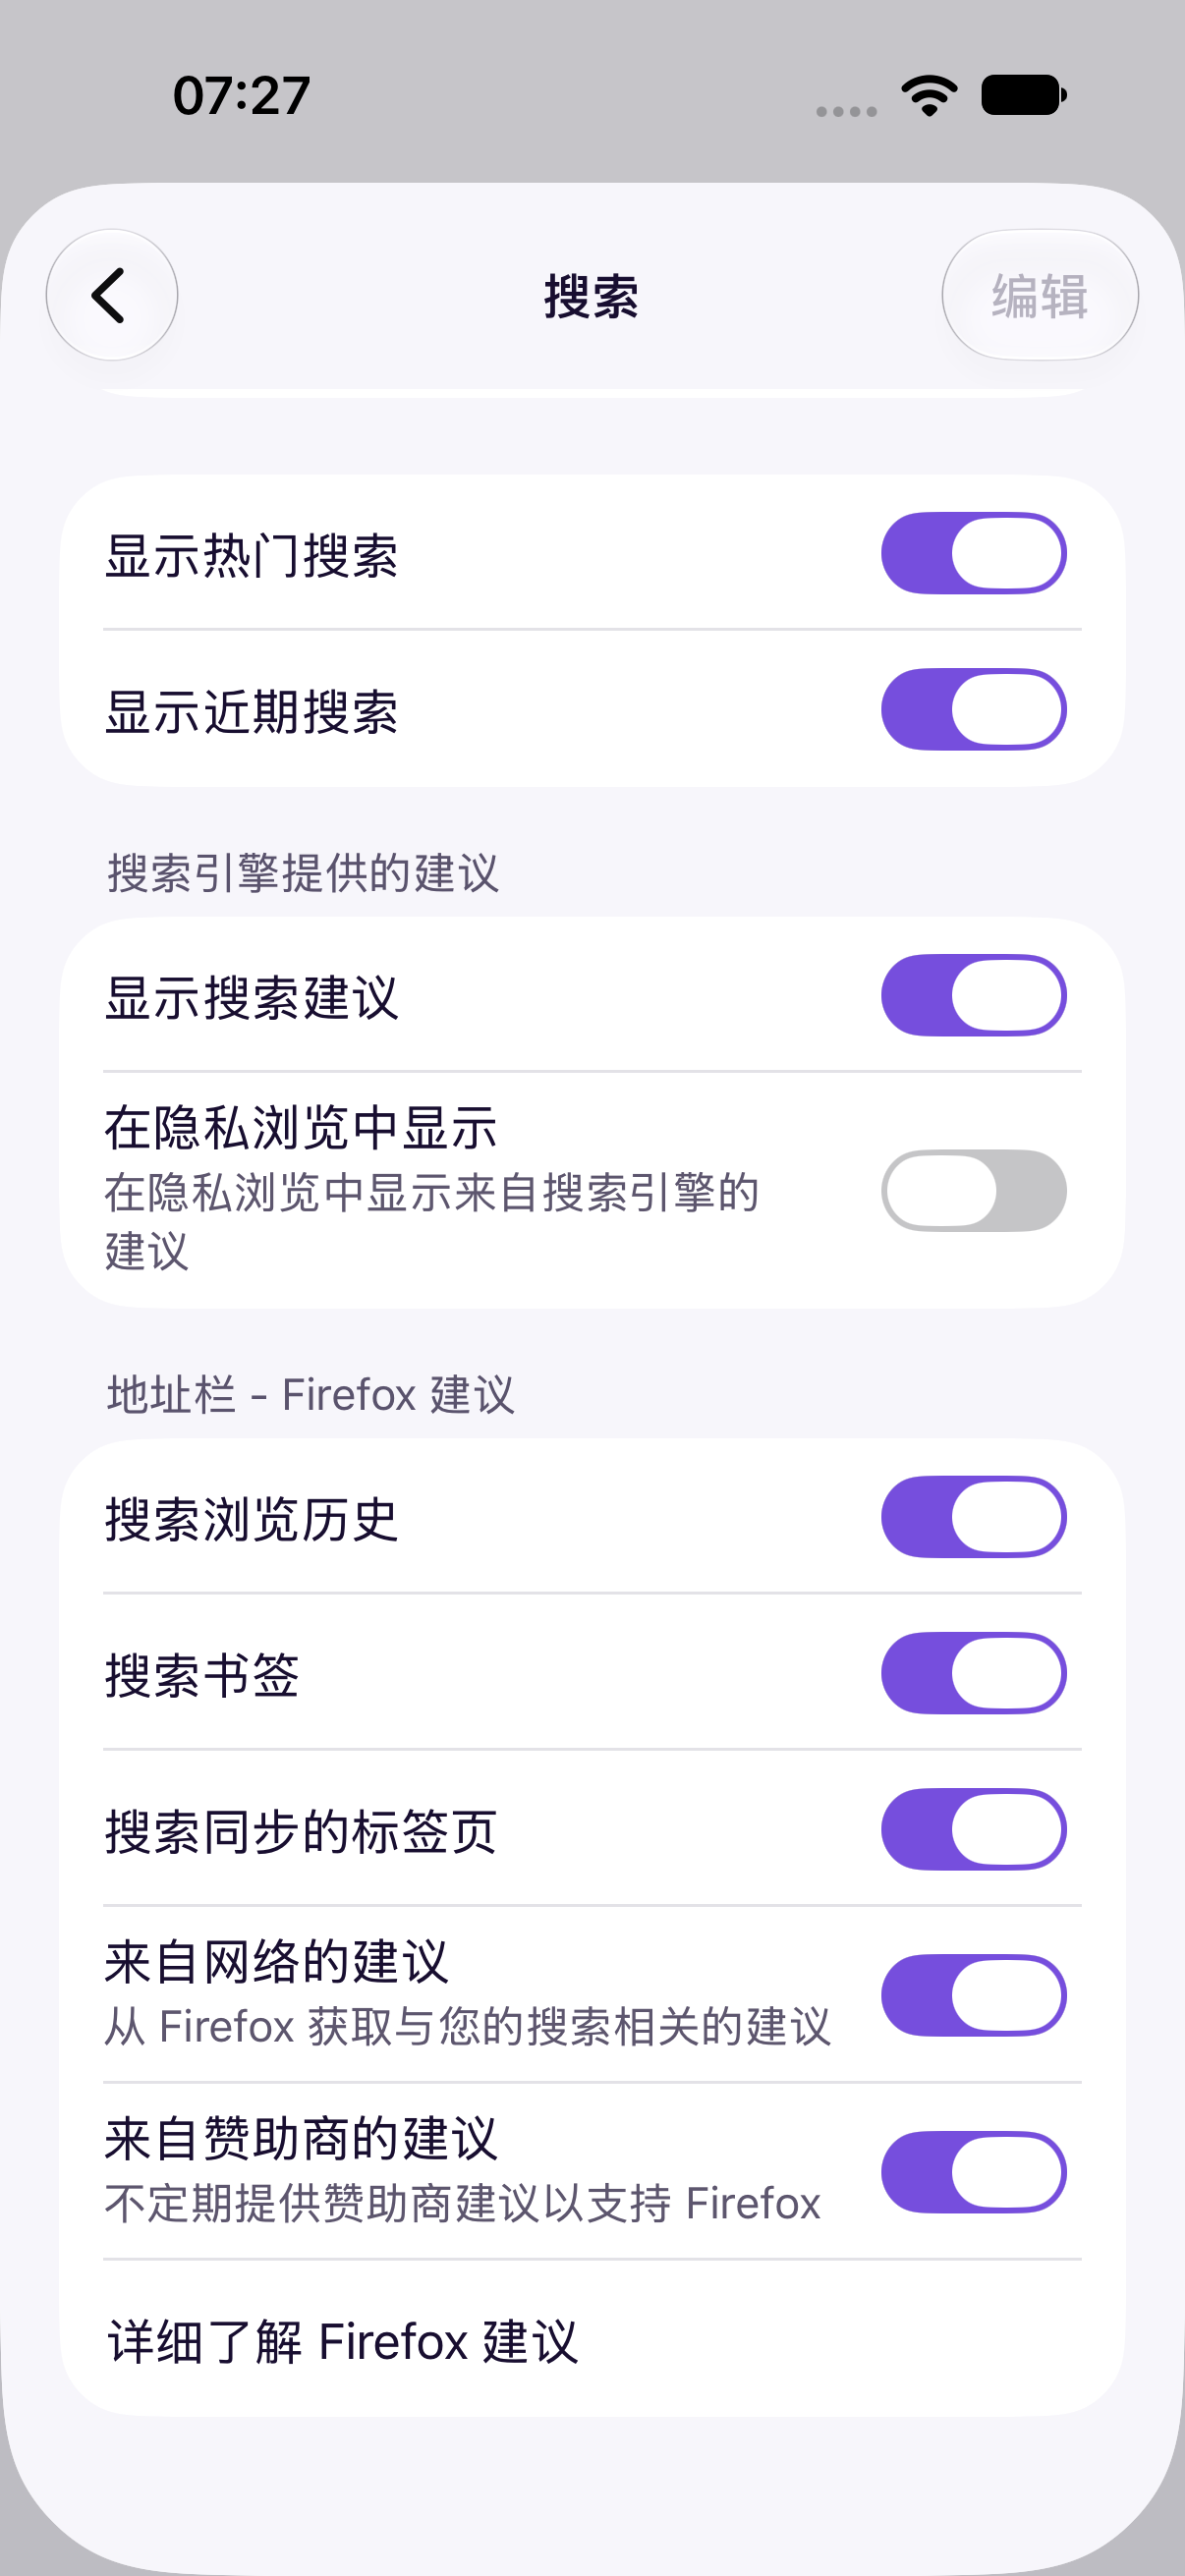 07:27
搜索
编辑
显示热门搜索
显示近期搜索
搜索引擎提供的建议
显示搜索建议
在隐私浏览中显示
在隐私浏览中显示来自搜索引擎的
建议
地址栏 - Firefox 建议
搜索浏览历史
搜索书签
搜索同步的标签页
来自网络的建议
从 Firefox 获取与您的搜索相关的建议
来自赞助商的建议
不定期提供赞助商建议以支持 Firefox
详细了解 Firefox 建议